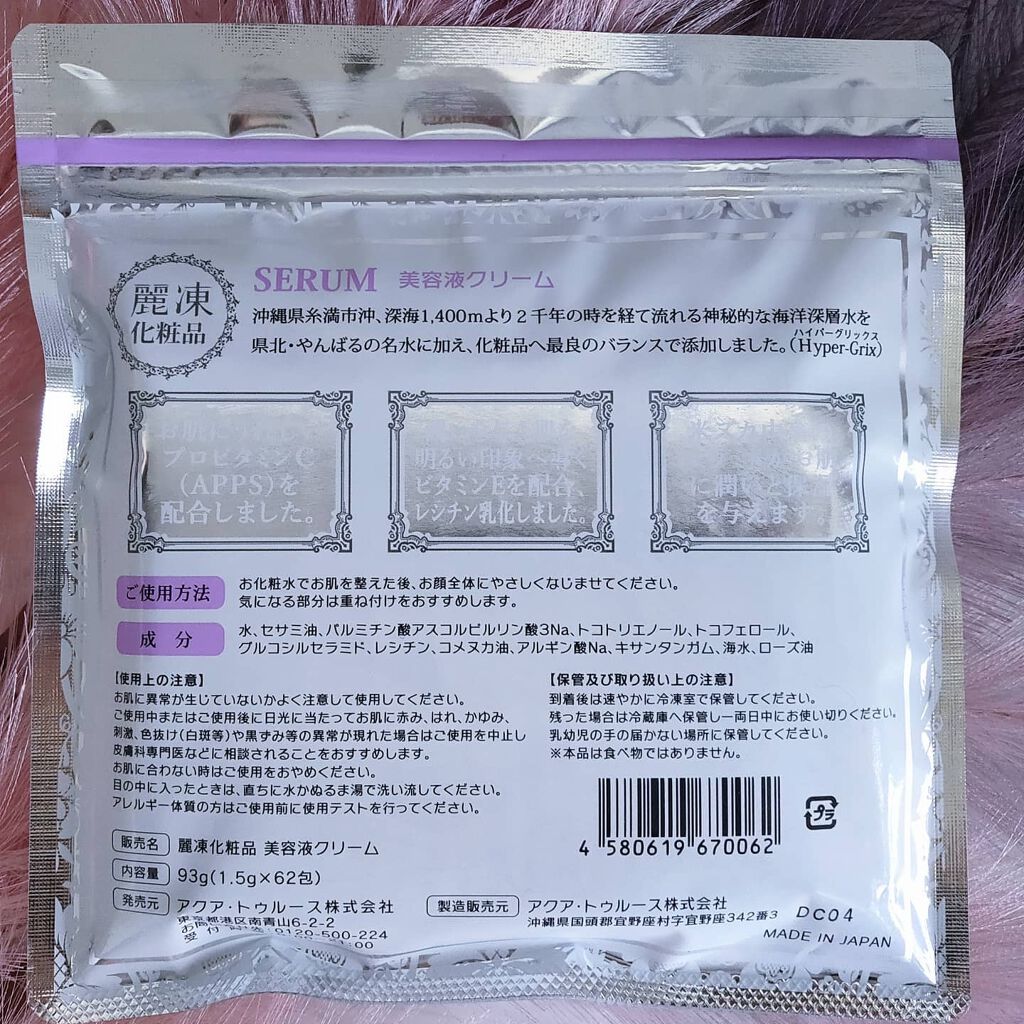 麗凍
化粧品
SERUM 美容液クリーム
沖縄県糸満市沖、深海1,400mより2千年の時を経て流れる神秘的な海洋深層水を
県北・やんばるの名水に加え、化粧品へ最良のバランスで添加しました。(Hyper-Grix)
ハイパーグリックス
プロビタミンC
(APPS)を
配合しました。
明るい印象へ導く
ビタミンEを配合、
レシチン乳化しました。
を与えます。
ご使用方法
お化粧水でお肌を整えた後、お顔全体にやさしくなじませてください。
気になる部分は重ね付けをおすすめします。
成分
水、セサミ油、パルミチン酸アスコルビルリン酸3Na、トコトリエノール、トコフェロール、
グルコシルセラミド、レシチン、コメヌカ油、アルギン酸Na、キサンタンガム、海水、ローズ油
【使用上の注意】
お肌に異常が生じていないかよく注意して使用してください。
ご使用中またはご使用後に日光に当たってお肌に赤み、はれ、かゆみ、
刺激、色抜け(白斑等)や黒ずみ等の異常が現れた場合はご使用を中止し
皮膚科専門医などに相談されることをおすすめします。
お肌に合わない時はご使用をおやめください。
目の中に入ったときは、直ちに水かぬるま湯で洗い流してください。
アレルギー体質の方はご使用前に使用テストを行ってください。
【保管及び取り扱い上の注意】
到着後は速やかに冷凍室で保管してください。
残った場合は冷蔵庫へ保管し一両日中にお使い切りください。
乳幼児の手の届かない場所に保管してください。
※本品は食べ物ではありません。
4 580619 670062
プラ
販売名 麗凍化粧品 美容液クリーム
内容量 93g(1.5g×62包)
発売元 アクア・トゥルース株式会社
東京都港区南青山6-2-2
0120-500-224
製造販売元 アクア・トゥルース株式会社
沖縄県国頭郡宜野座村字宜野座342番3
DC04
MADE IN JAPAN